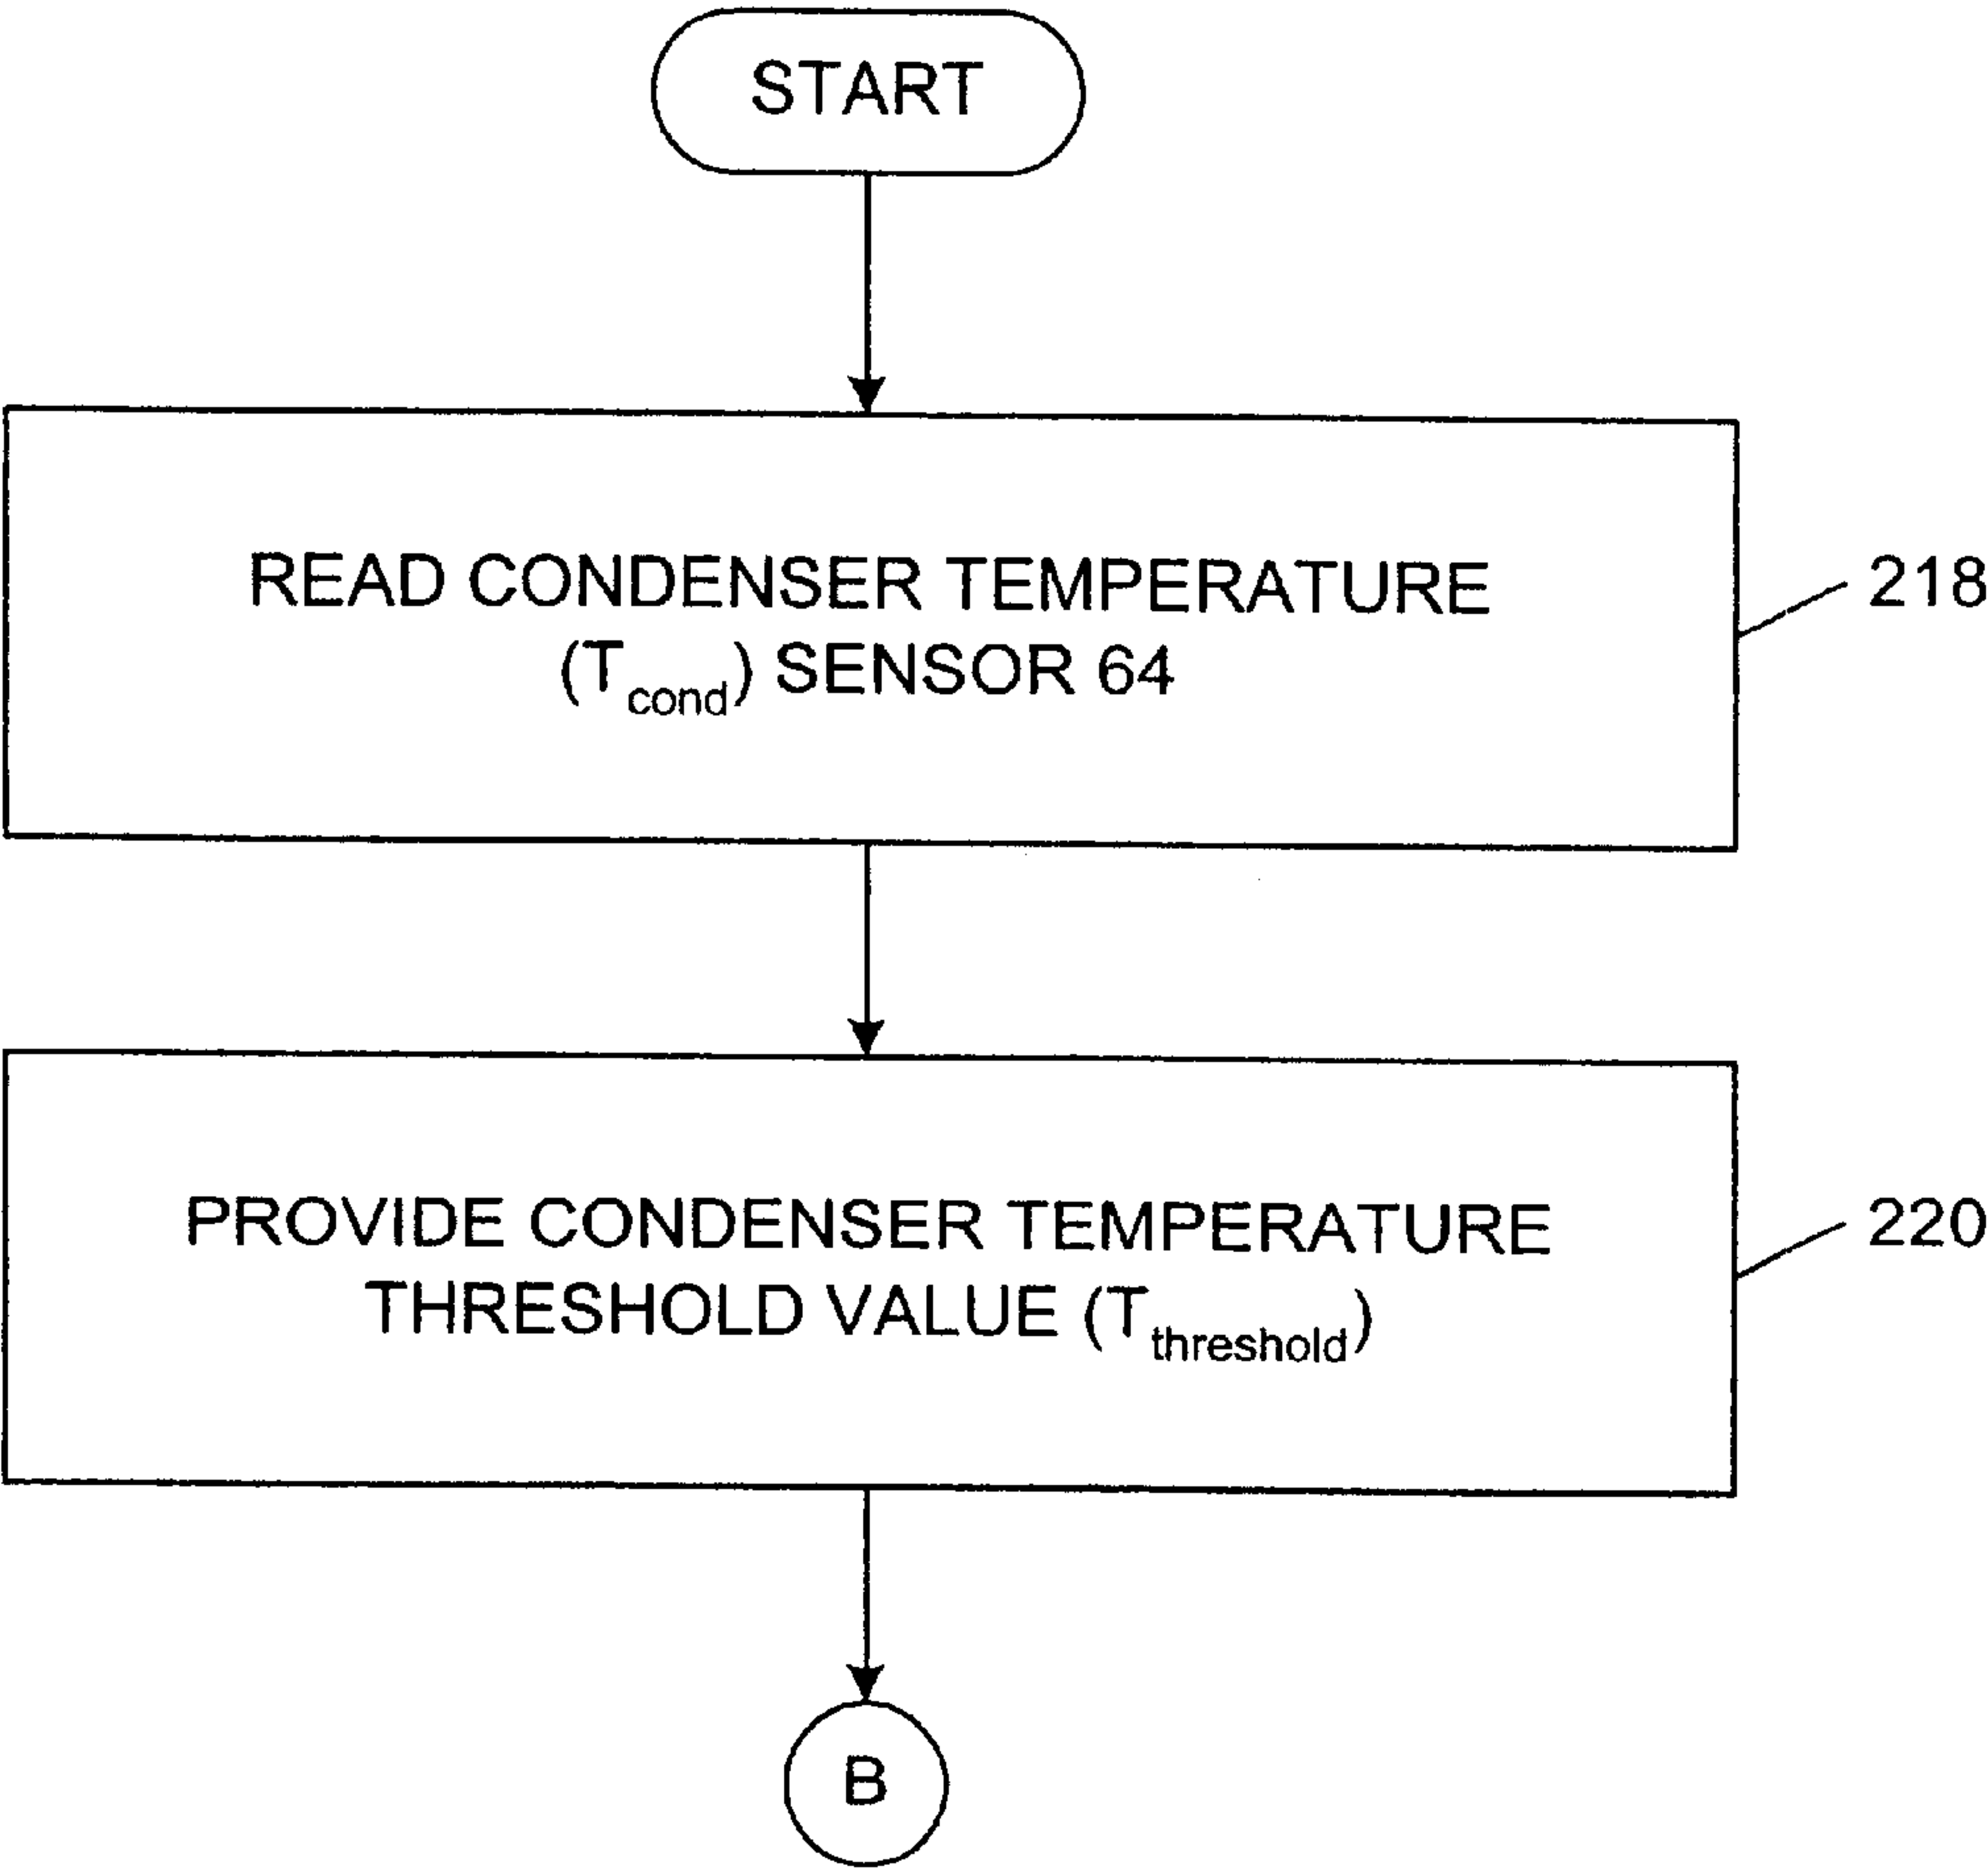 START
READ CONDENSER TEMPERATURE
(Tcond) SENSOR 64
218
PROVIDE CONDENSER TEMPERATURE
THRESHOLD VALUE (Tthreshold)
220
B